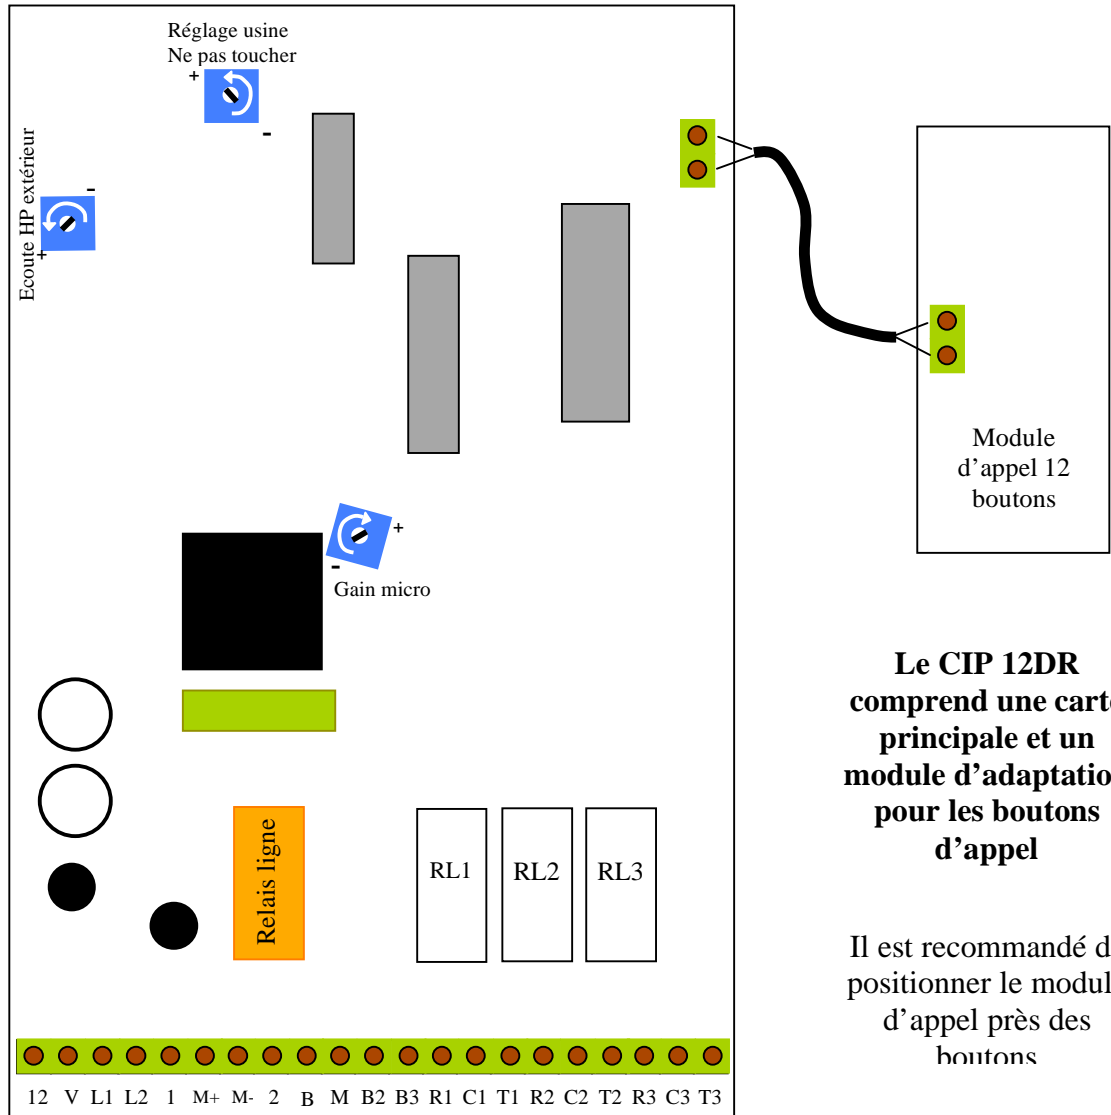 Réglage usine
Ne pas toucher
+
-
Ecoute HP extérieur
-
+
Module
d'appel 12
boutons
+
-
Gain micro
Le CIP 12DR
comprend une carte
principale et un
module d'adaptatio
pour les boutons
d'appel
Relais ligne
RL1 RL2 RL3
Il est recommandé d
positionner le modul
d'appel près des
boutons
12 V L1 L2 1 M+ M- 2 B M B2 B3 R1 C1 T1 R2 C2 T2 R3 C3 T3